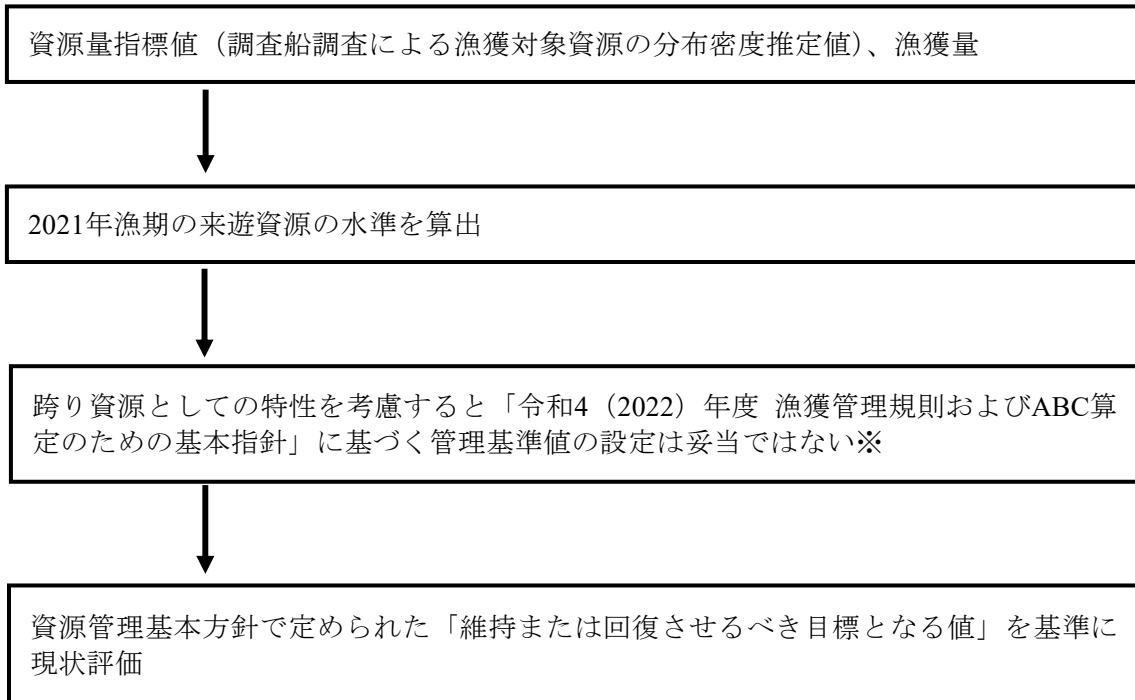 資源量指標値（調査船調査による漁獲対象資源の分布密度推定値）、漁獲量
2021年漁期の来遊資源の水準を算出
跨り資源としての特性を考慮すると「令和4（2022）年度 漁獲管理規則およびABC算
定のための基本指針」に基づく管理基準値の設定は妥当ではない※
資源管理基本方針で定められた「維持または回復させるべき目標となる値」を基準に
現状評価